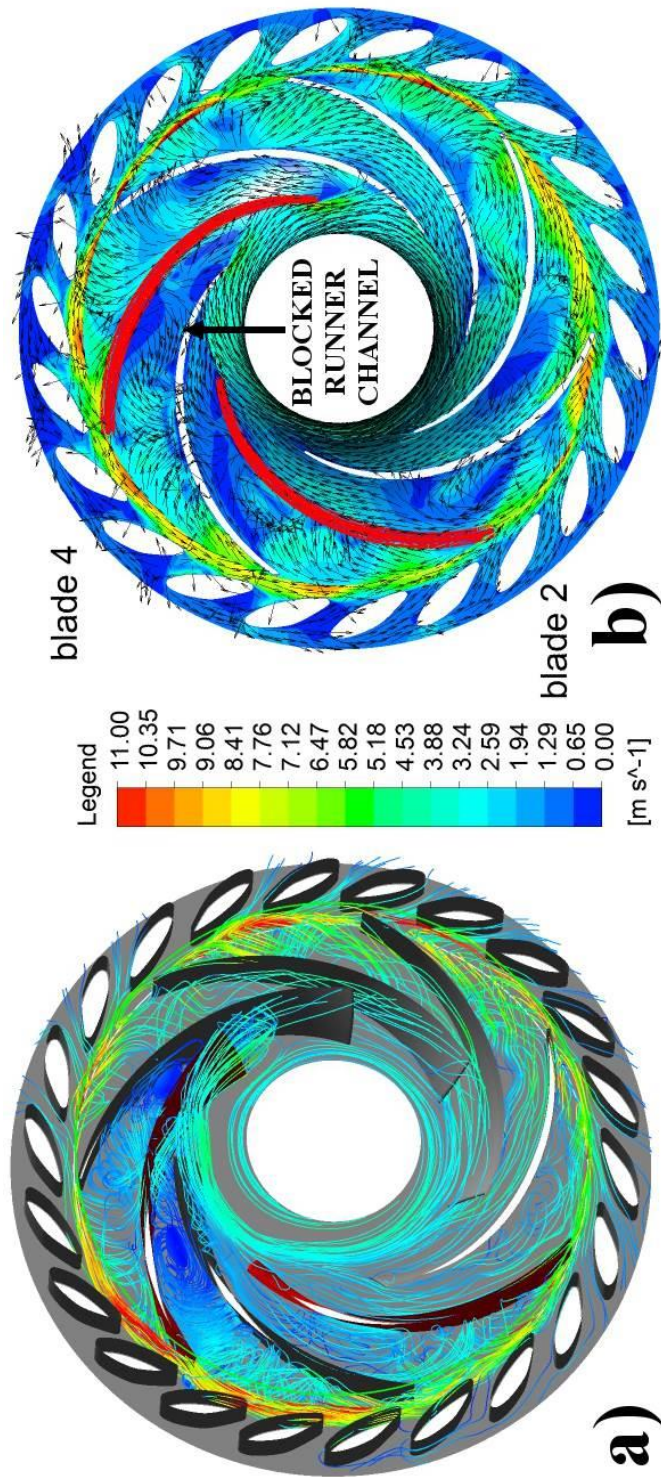 a)
Legend
11.00
10.35
9.71
9.06
8.41
7.76
7.12
6.47
5.82
5.18
4.53
3.88
3.24
2.59
1.94
1.29
0.65
0.00
[m s^-1]
blade 4
BLOCKED
RUNNER
CHANNEL
blade 2
b)